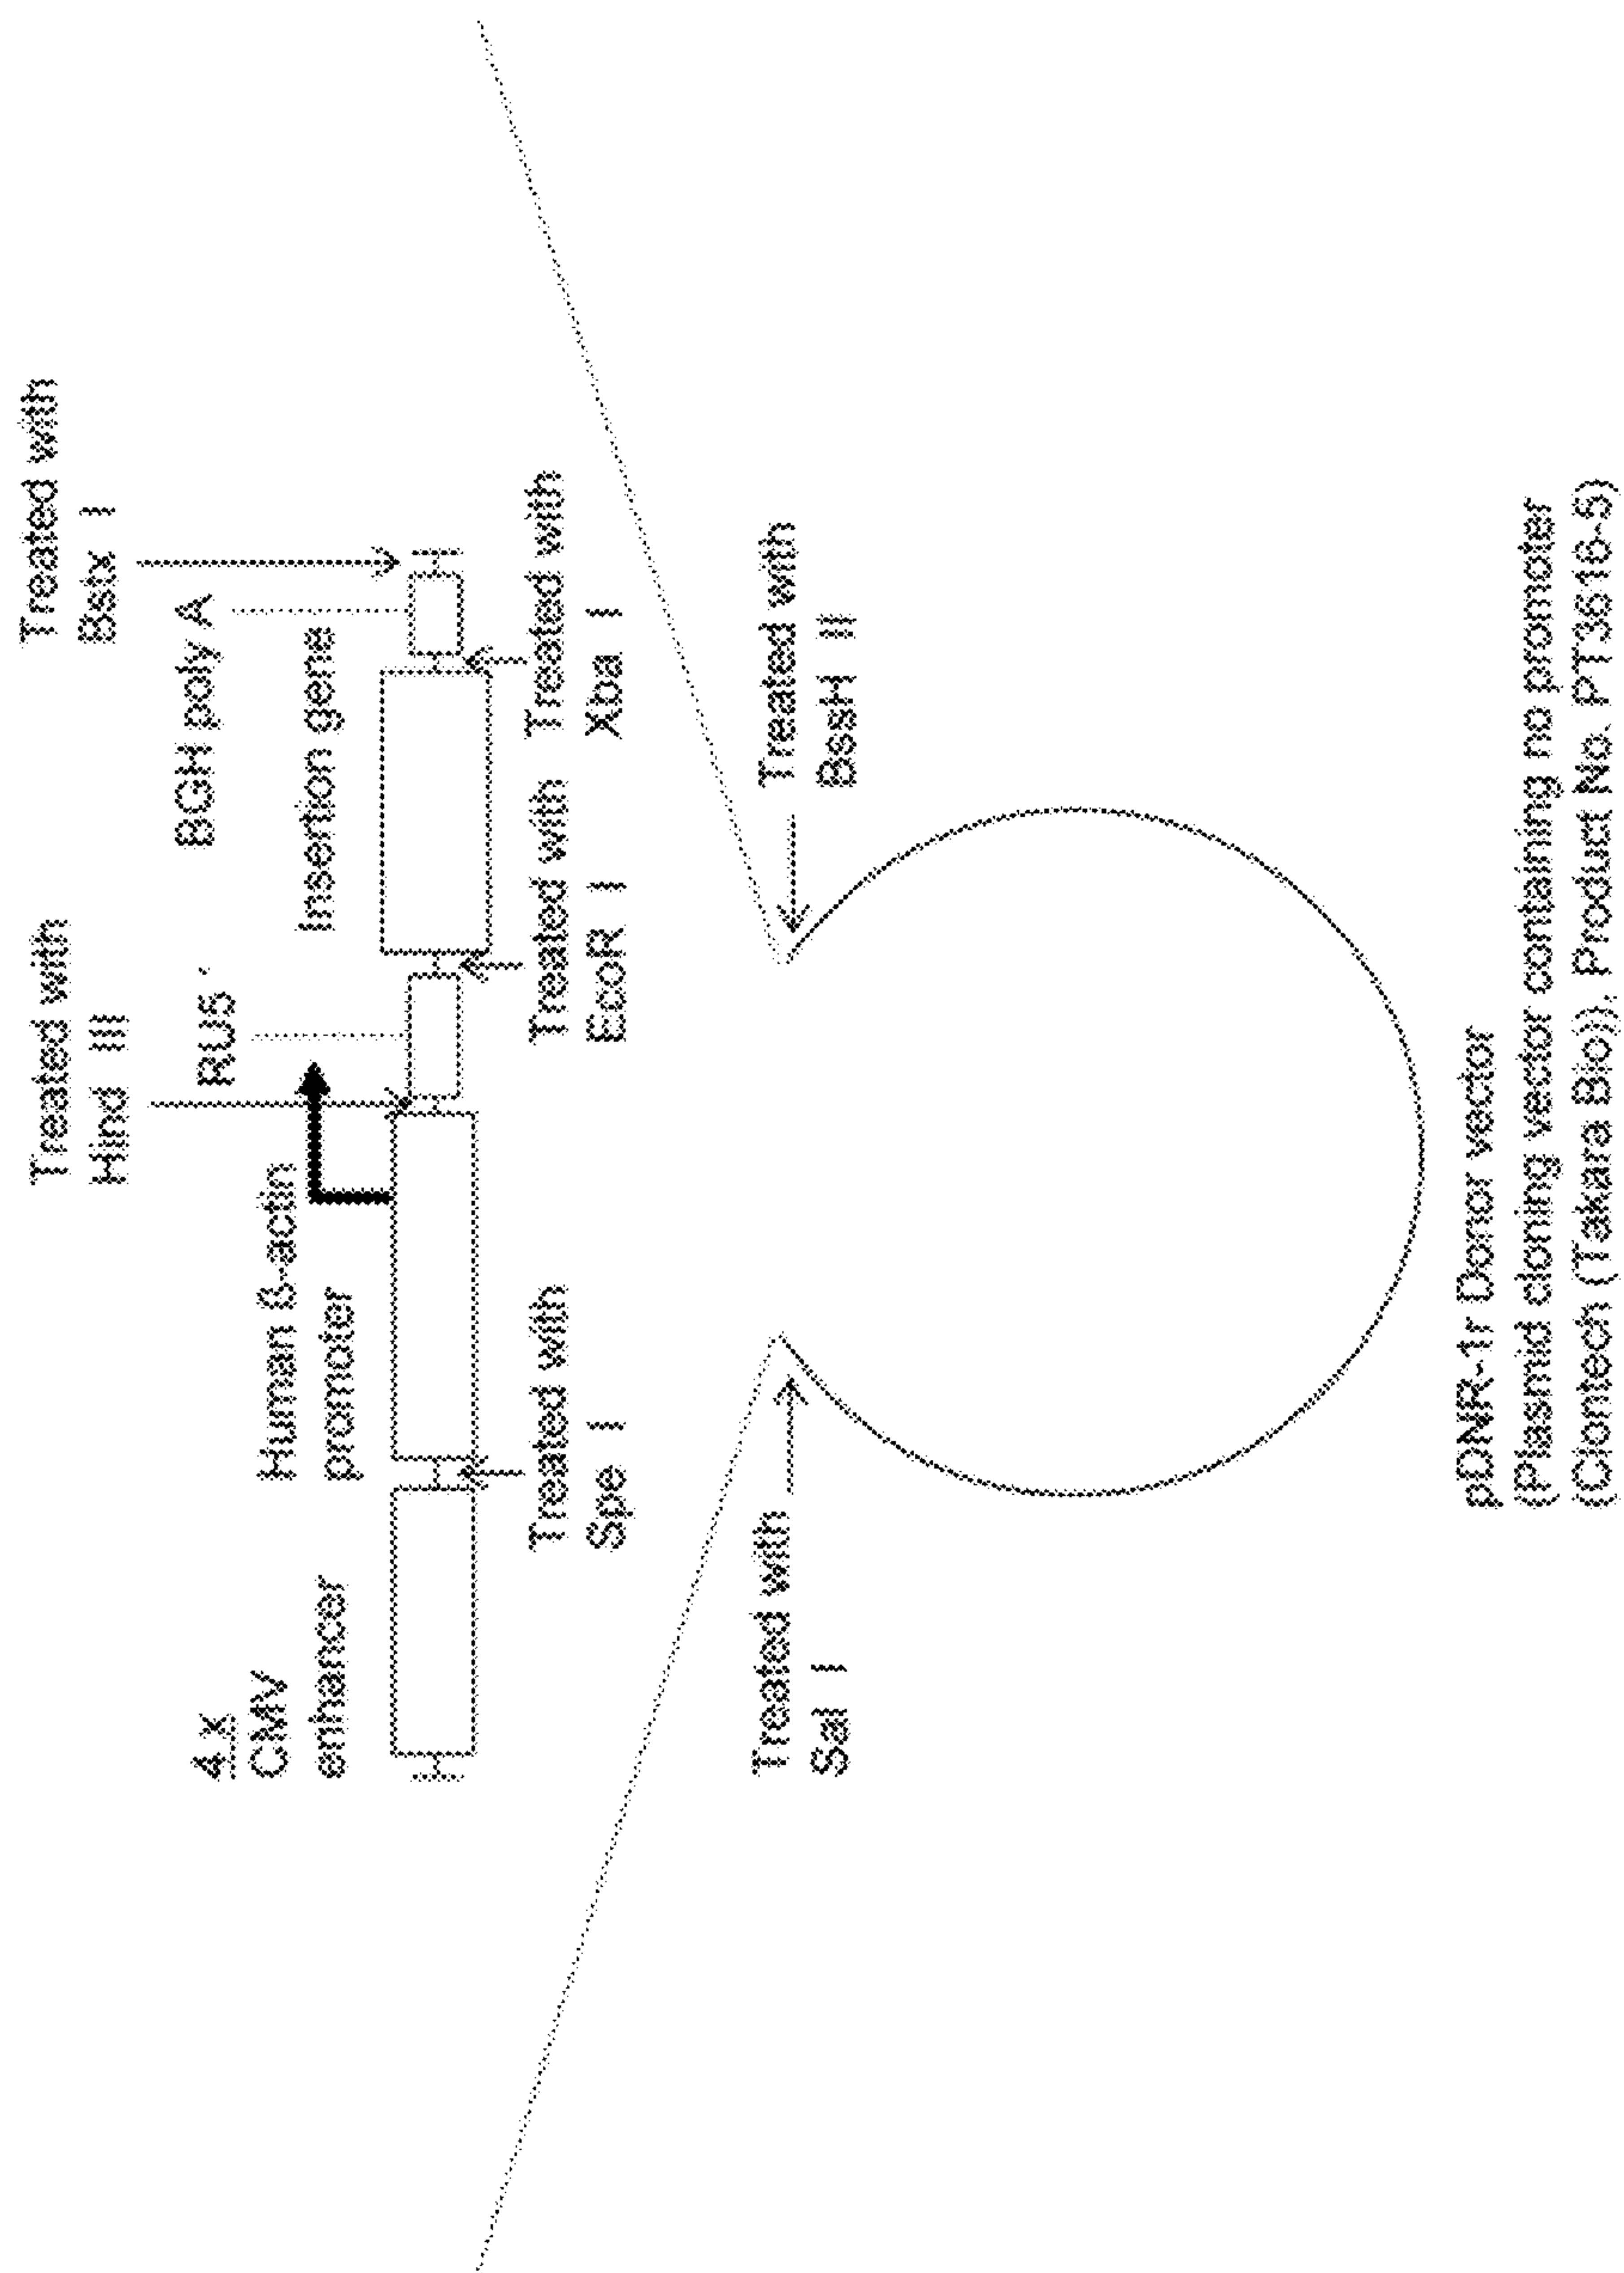 4 x
CMV
enhancer
Human ß-actin
promoter
Treated with
Hind III
RU5'
Insertion gene
BGH poly A
Treated with
Bstx I
Treated with
Spe I
Treated with
EcoR I
Treated with
Xba I
Treated with
Sal I
Treated with
BssH II
pDNR-1r Donor vector
(Plasmid cloning vector containing no promoter
(Clontech (Takara Bio)), Product No. PT3616-5)